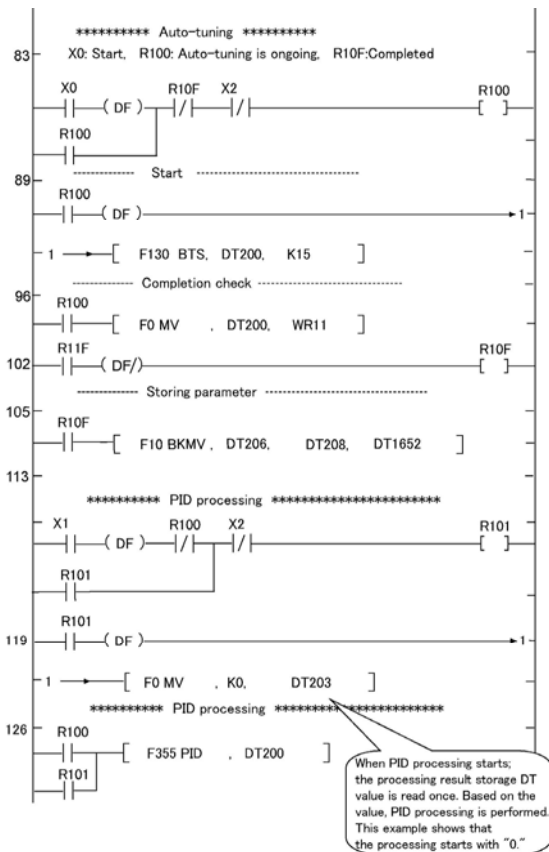 ********** Auto-tuning **********
83
X0: Start, R100: Auto-tuning is ongoing, R10F:Completed
X0 R10F X2 R100
( DF )
R100
---------- Start ----------------------------
89
R100
( DF ) 1
1 [ F130 BTS, DT200, K15 ]
---------- Completion check ------------------------
96
R100
[ F0 MV , DT200, WR11 ]
R11F R10F
102 ( DF/) [ ]
---------- Storing parameter ---------------------------
105
R10F
[ F10 BKMV , DT206, DT208, DT1652 ]
113
********** PID processing ************************
X1 R100 X2 R101
( DF ) [ ]
R101
R101
119 ( DF ) 1
1 [ F0 MV , K0, DT203 ]
********** PID processing ************************
126
R100
[ F355 PID , DT200 ]
R101
When PID processing starts;
the processing result storage DT
value is read once. Based on the
value, PID processing is performed.
This example shows that
the processing starts with "0."